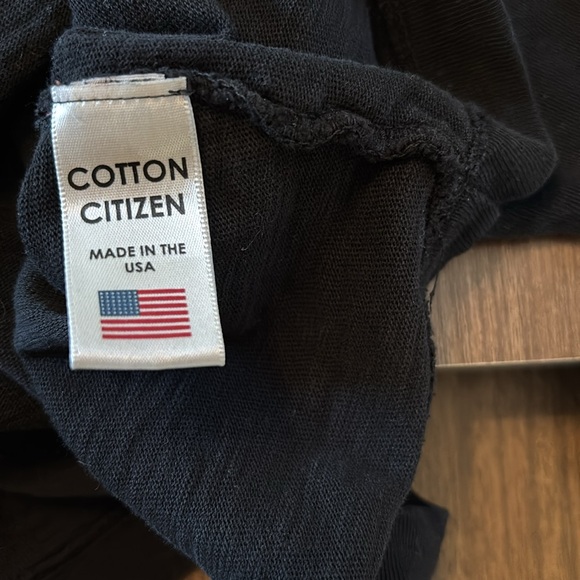 COTTON
CITIZEN
MADE IN THE
USA